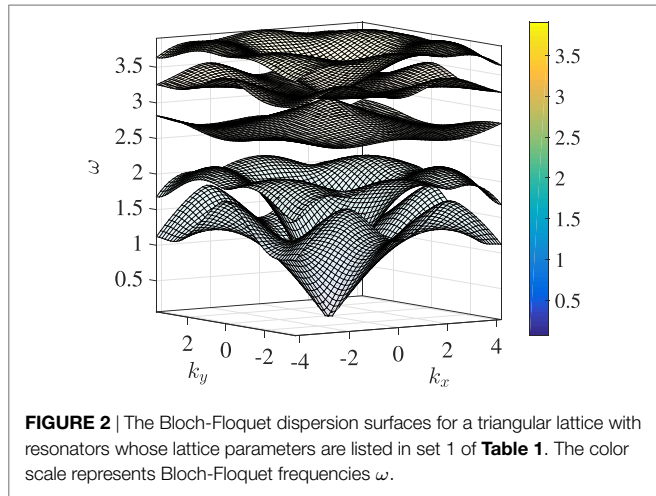 3.5
3
2.5
2
1.5
1
0.5
ω
2 0 -2 -4 -2 0 2 4
k_y k_x
3.5
3
2.5
2
1.5
1
0.5
FIGURE 2 | The Bloch-Floquet dispersion surfaces for a triangular lattice with
resonators whose lattice parameters are listed in set 1 of Table 1. The color
scale represents Bloch-Floquet frequencies ω.